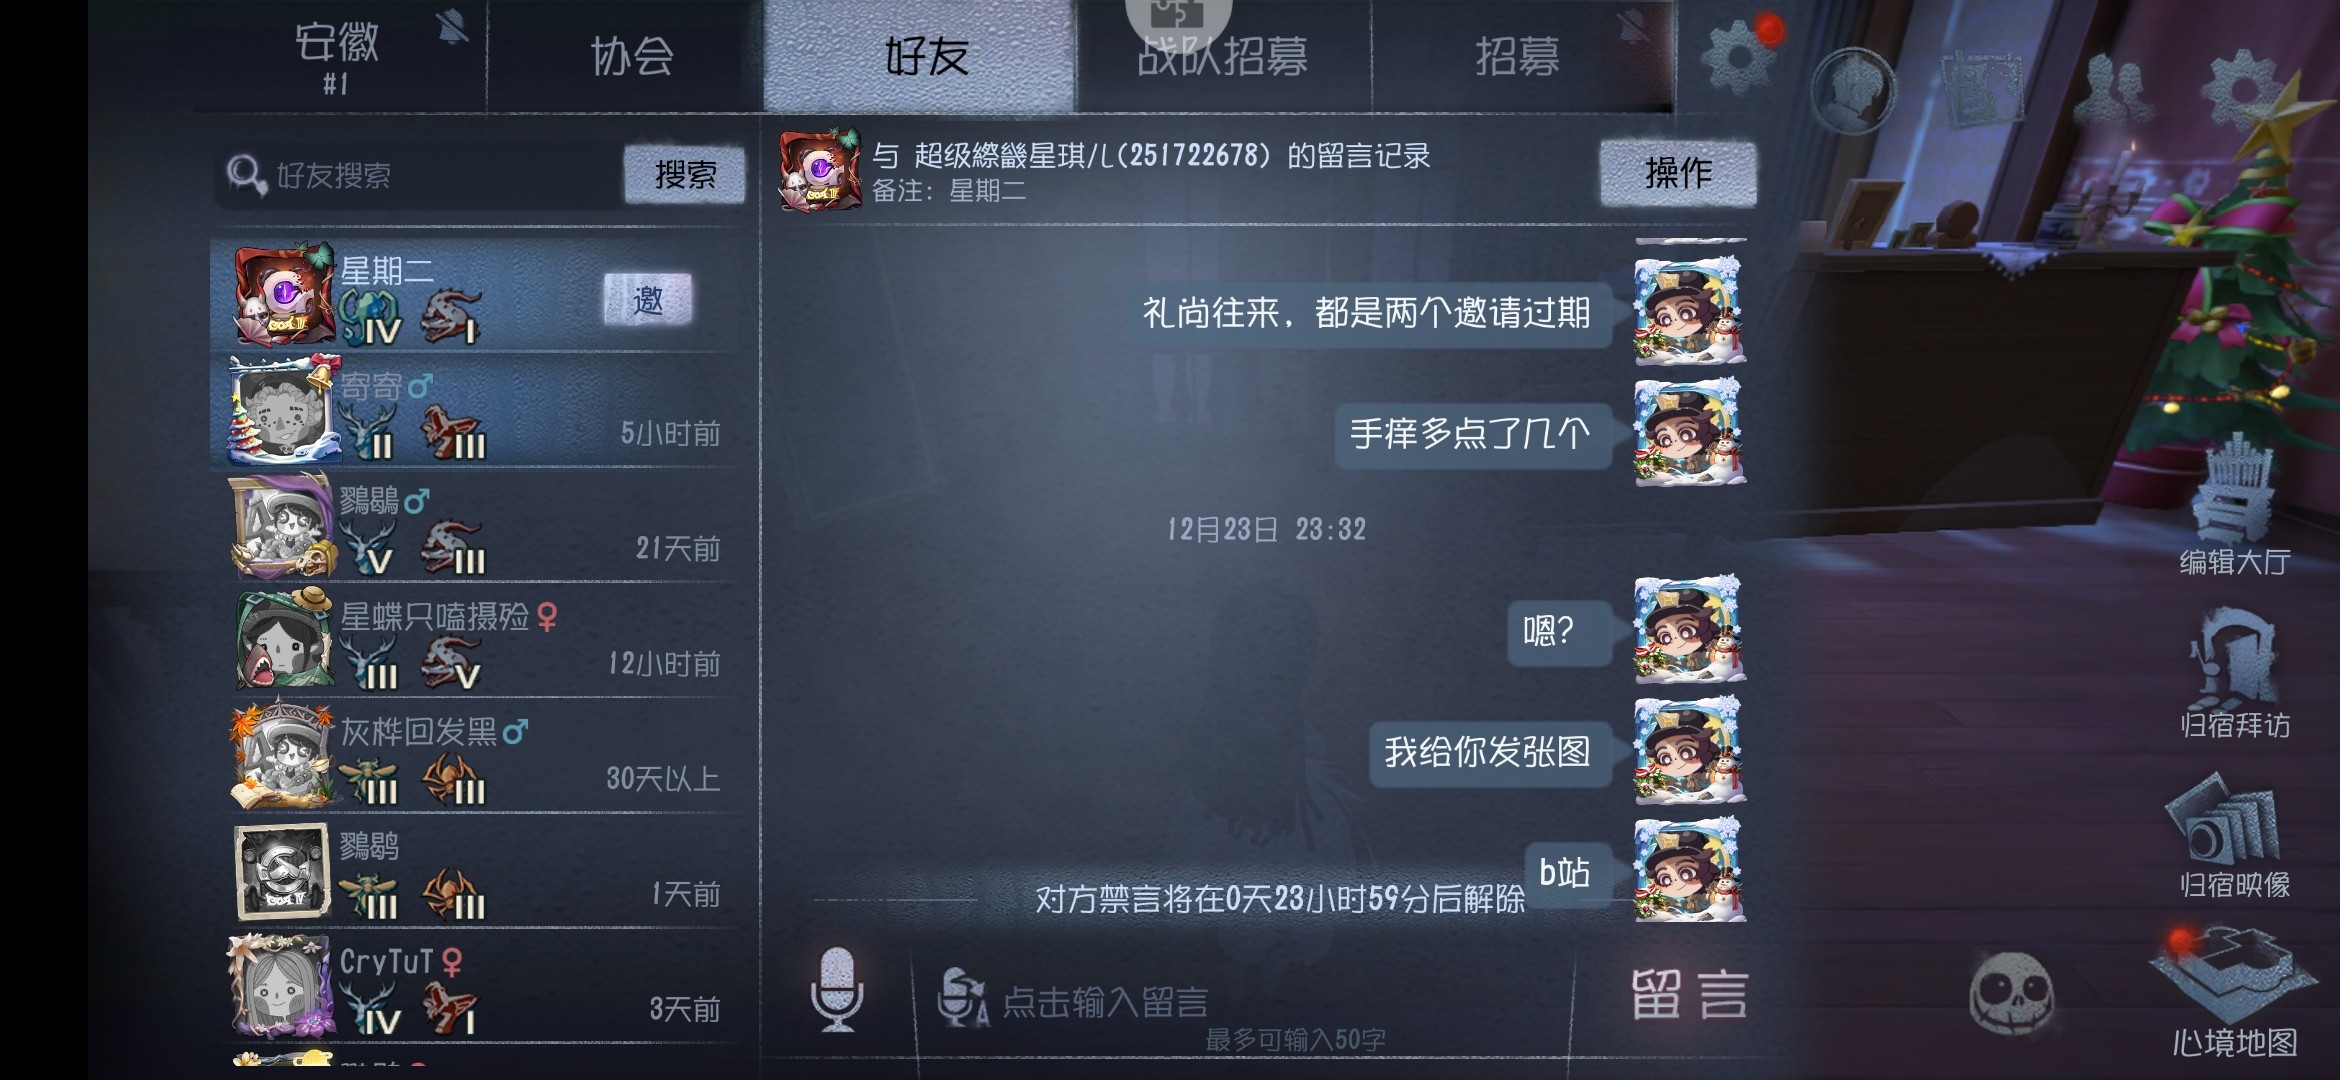 安徽
#1
协会
好友
战队招募
招募
好友搜索
搜索
与 超级繺畿星琪儿(251722678) 的留言记录
备注: 星期二
操作
星期二
IV
I
邀
寄寄♂
II
III
5小时前
♂
V
III
21天前
星蝶只嗑摄殓♀
III
V
12小时前
灰桦回发黑♂
III
III
30天以上
III
III
1天前
CryTuT♀
IV
I
3天前
礼尚往来, 都是两个邀请过期
手痒多点了几个
12月23日 23:32
嗯?
我给你发张图
b站
对方禁言将在0天23小时59分后解除
点击输入留言
最多可输入50字
留言
编辑大厅
归宿拜访
归宿映像
心境地图